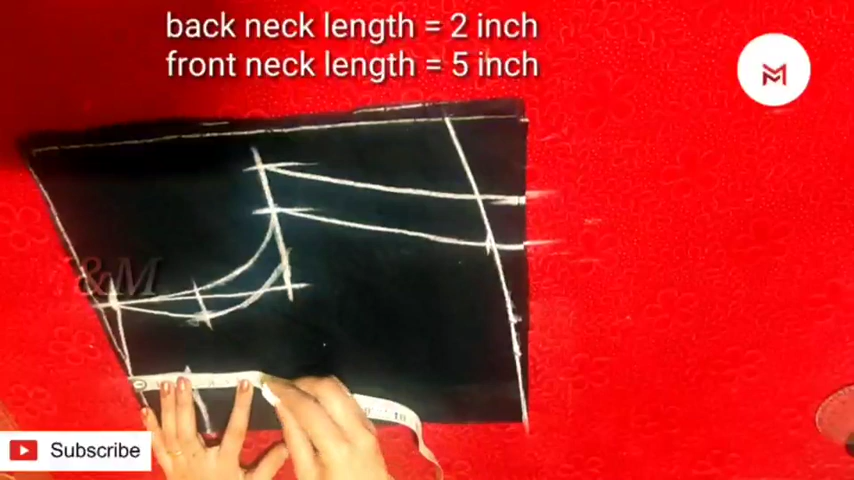 back neck length = 2 inch
front neck length = 5 inch
M
&M
Subscribe